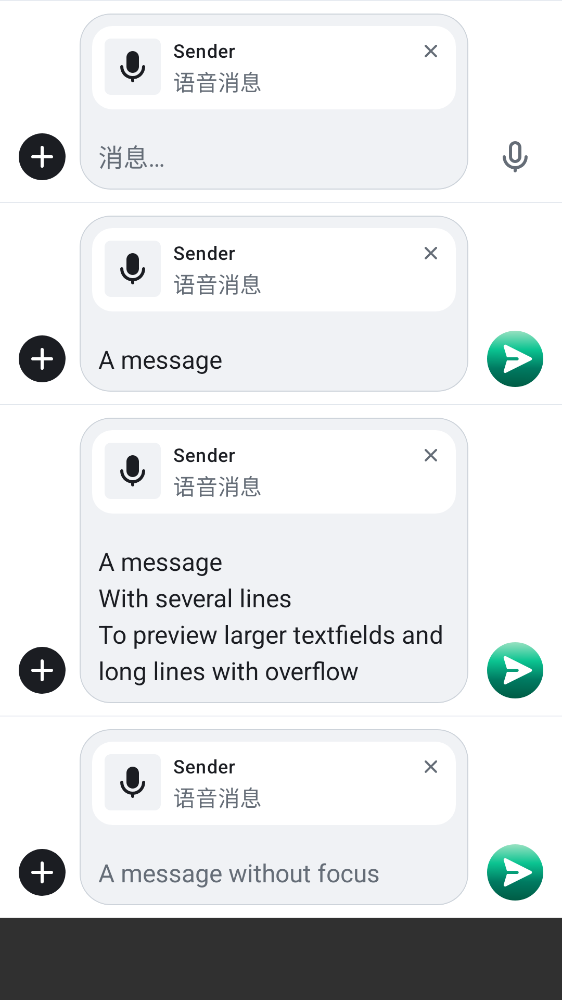 Sender
语音消息
消息…
Sender
语音消息
A message
Sender
语音消息
A message
With several lines
To preview larger textfields and
long lines with overflow
Sender
语音消息
A message without focus